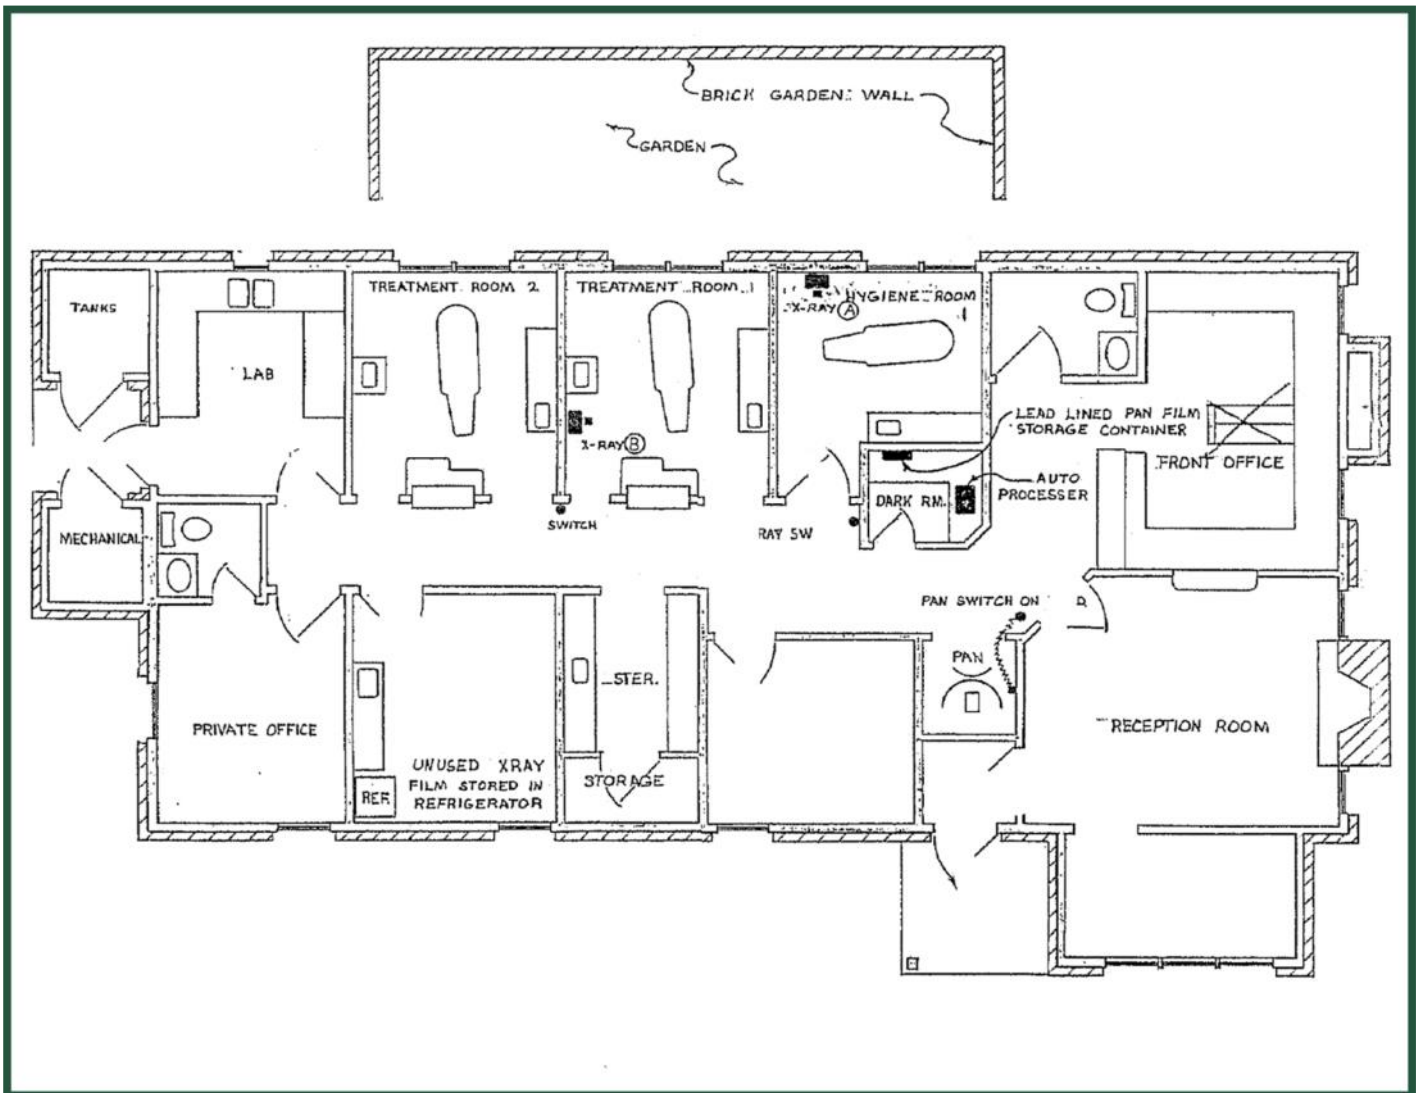 BRICK GARDEN WALL
GARDEN
TREATMENT ROOM 2
TREATMENT ROOM 1
HYGIENE ROOM
1
X-RAY A
TANKS
LAB
X-RAY B
LEAD LINED PAN FILM
STORAGE CONTAINER
AUTO
PROCESSER
FRONT OFFICE
DARK RM.
SWITCH
RAY SW
MECHANICAL
PAN SWITCH ON
PAN
STER.
PRIVATE OFFICE
RECEPTION ROOM
UNUSED XRAY
FILM STORED IN
REFRIGERATOR
REF.
STORAGE